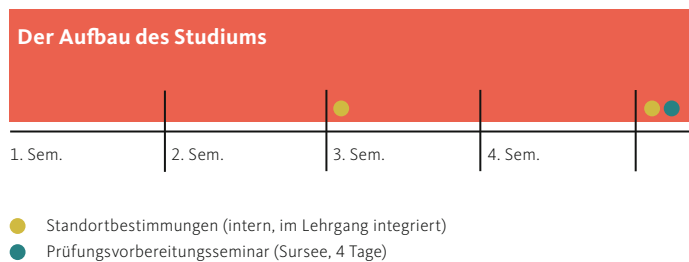 Der Aufbau des Studiums
1. Sem.
2. Sem.
3. Sem.
4. Sem.
Standortbestimmungen (intern, im Lehrgang integriert)
Prüfungsvorbereitungsseminar (Sursee, 4 Tage)